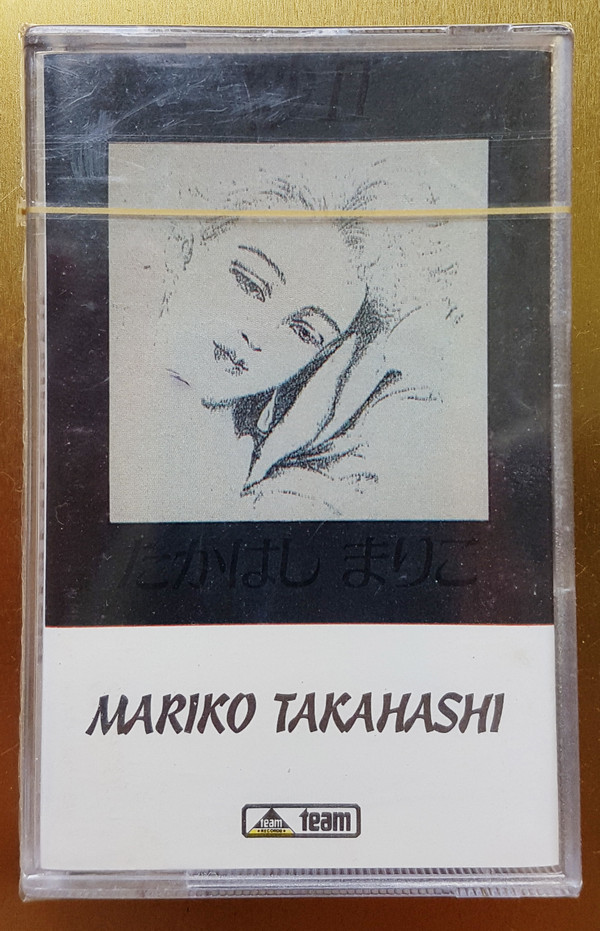 たかはし まりこ
MARIKO TAKAHASHI
team
RECORDS
team